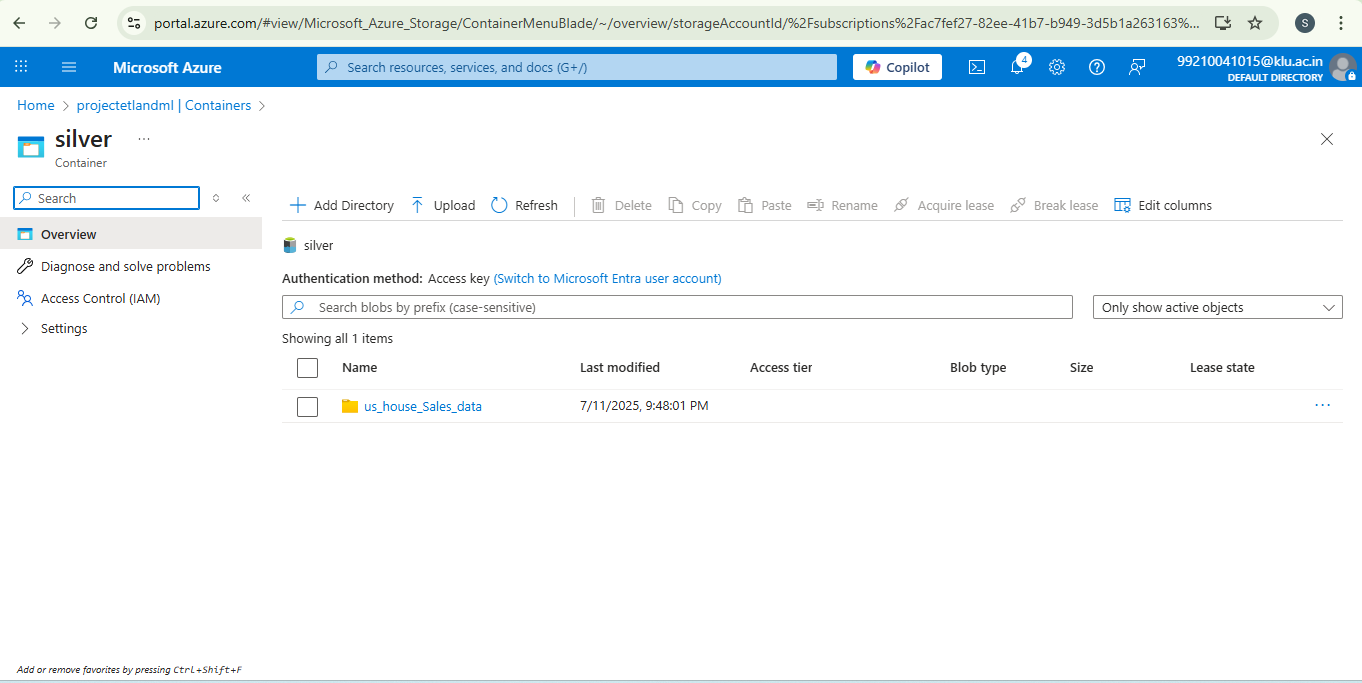 portal.azure.com/#view/Microsoft_Azure_Storage/ContainerMenuBlade/~/overview/storageAccountId/%2Fsubscriptions%2Fac7fef27-82ee-41b7-b949-3d5b1a263163%... S
Microsoft Azure Search resources, services, and docs (G+/) Copilot 4 99210041015@klu.ac.in
DEFAULT DIRECTORY
Home > projectetlandml | Containers >
silver ...
Container
Search
Overview
Diagnose and solve problems
Access Control (IAM)
Settings
Add Directory Upload Refresh Delete Copy Paste Rename Acquire lease Break lease Edit columns
silver
Authentication method: Access key (Switch to Microsoft Entra user account)
Search blobs by prefix (case-sensitive) Only show active objects
Showing all 1 items
Name Last modified Access tier Blob type Size Lease state
us_house_Sales_data 7/11/2025, 9:48:01 PM ...
Add or remove favorites by pressing Ctrl+Shift+F